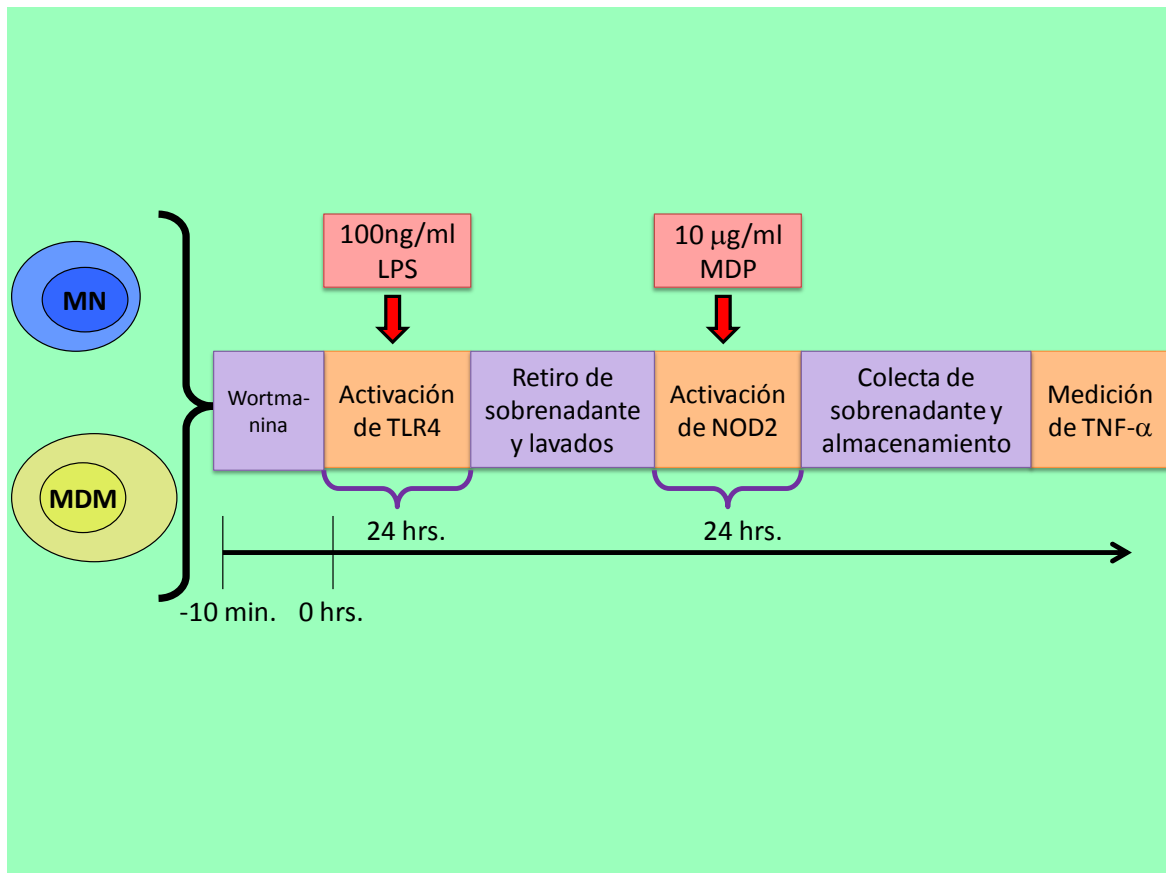 100ng/ml
LPS
10 μg/ml
MDP
MN
MDM
Wortma-
nina
Activación
de TLR4
Retiro de
sobrenadante
y lavados
Activación
de NOD2
Colecta de
sobrenadante y
almacenamiento
Medición
de TNF-α
24 hrs.
24 hrs.
-10 min.
0 hrs.